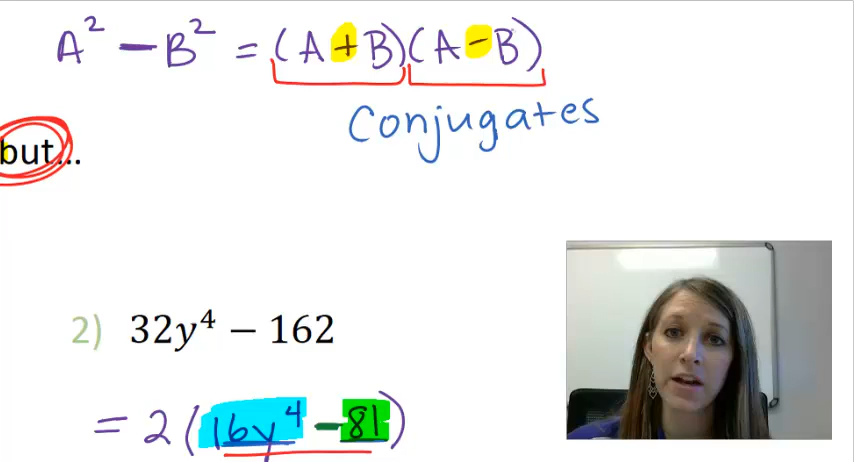 A² − B² = (A + B)(A − B)
Conjugates
but...
2) 32y⁴ − 162
= 2(16y⁴ − 81)